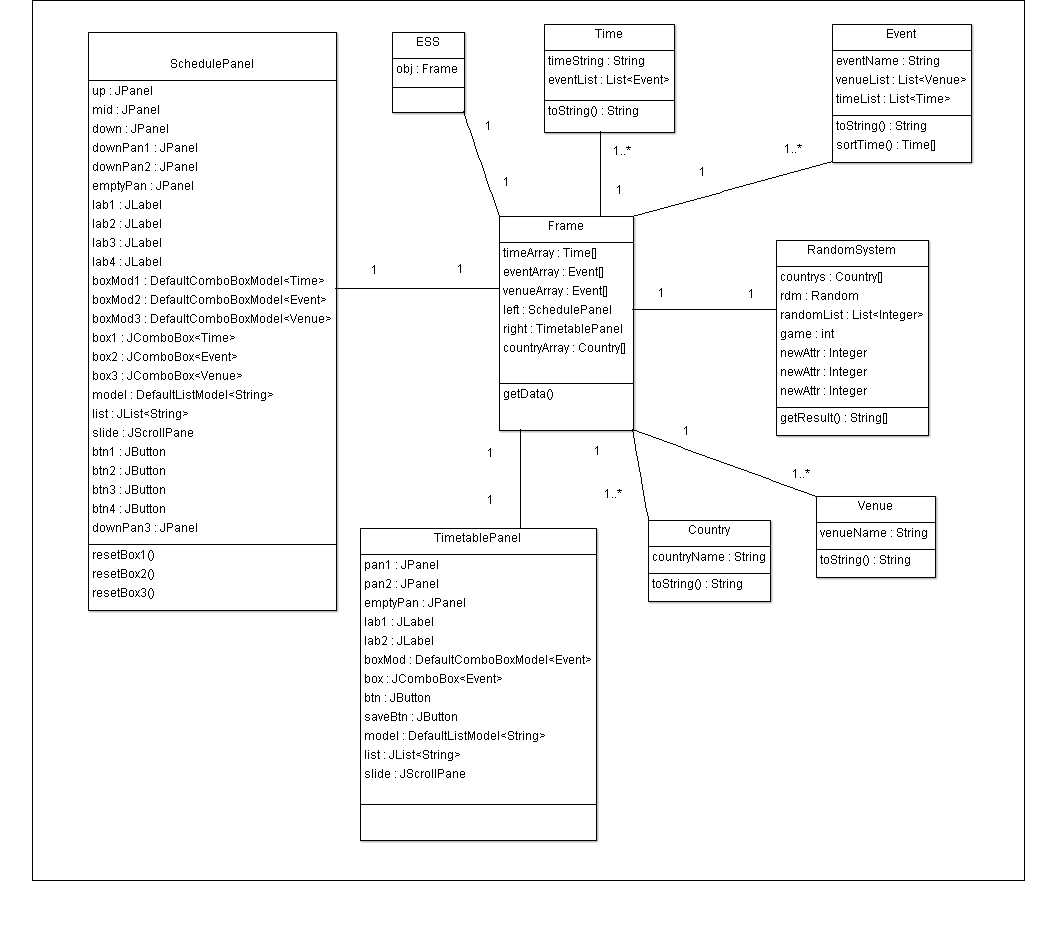 SchedulePanel
up : JPanel
mid : JPanel
down : JPanel
downPan1 : JPanel
downPan2 : JPanel
emptyPan : JPanel
lab1 : JLabel
lab2 : JLabel
lab3 : JLabel
lab4 : JLabel
boxMod1 : DefaultComboBoxModel<Time>
boxMod2 : DefaultComboBoxModel<Event>
boxMod3 : DefaultComboBoxModel<Venue>
box1 : JComboBox<Time>
box2 : JComboBox<Event>
box3 : JComboBox<Venue>
model : DefaultListModel<String>
list : JList<String>
slide : JScrollPane
btn1 : JButton
btn2 : JButton
btn3 : JButton
btn4 : JButton
downPan3 : JPanel
resetBox1()
resetBox2()
resetBox3()
ESS
obj : Frame
1
1
Time
timeString : String
eventList : List<Event>
toString() : String
1..*
1
Event
eventName : String
venueList : List<Venue>
timeList : List<Time>
toString() : String
sortTime() : Time[]
1..*
1
1
1
Frame
timeArray : Time[]
eventArray : Event[]
venueArray : Event[]
left : SchedulePanel
right : TimetablePanel
countryArray : Country[]
getData()
1
1
RandomSystem
countrys : Country[]
rdm : Random
randomList : List<Integer>
game : int
newAttr : Integer
newAttr : Integer
newAttr : Integer
getResult() : String[]
1
1
1
1..*
1
1..*
TimetablePanel
pan1 : JPanel
pan2 : JPanel
emptyPan : JPanel
lab1 : JLabel
lab2 : JLabel
boxMod : DefaultComboBoxModel<Event>
box : JComboBox<Event>
btn : JButton
saveBtn : JButton
model : DefaultListModel<String>
list : JList<String>
slide : JScrollPane
Country
countryName : String
toString() : String
Venue
venueName : String
toString() : String